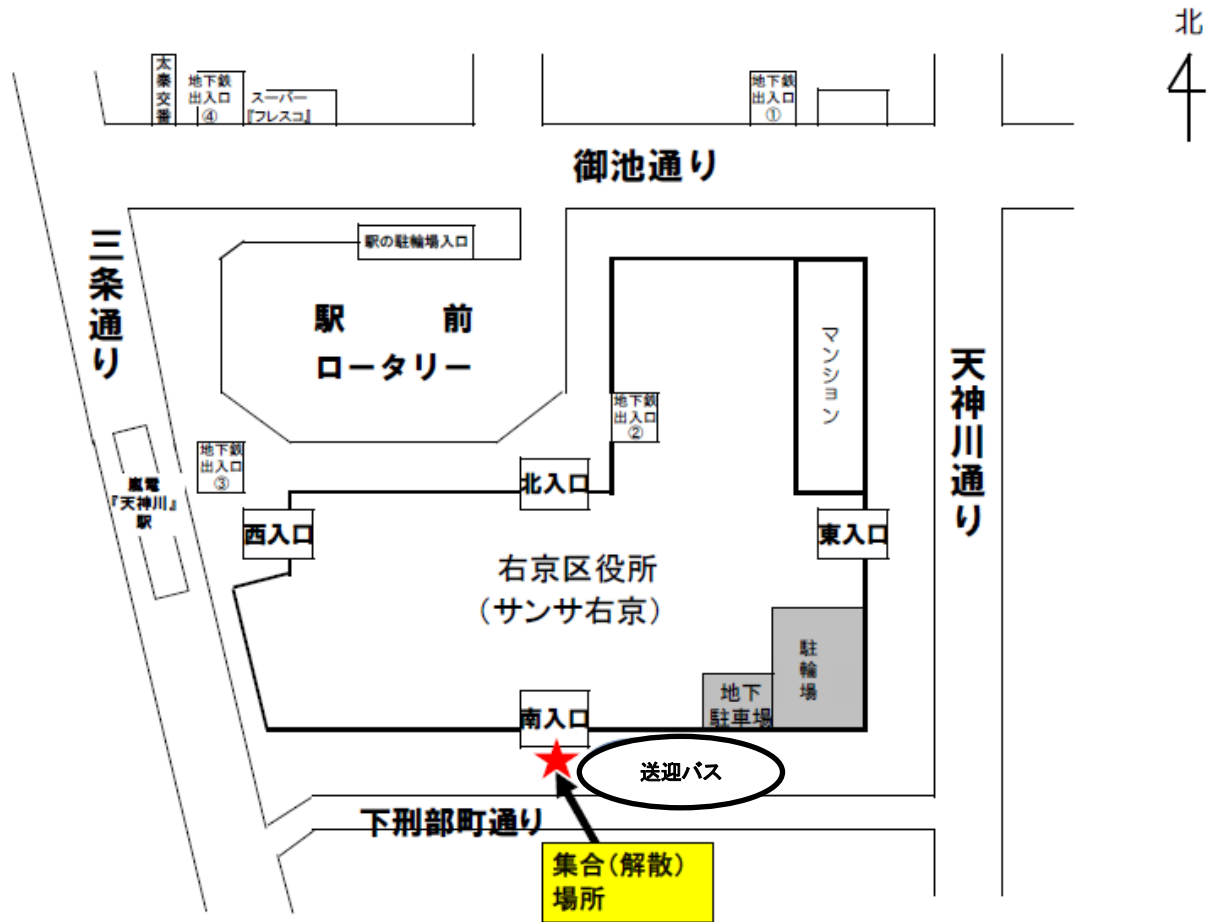 北
太秦交番
地下鉄
出入口
④
スーパー
『フレスコ』
地下鉄
出入口
①
御池通り
三条通り
駅の駐輪場入口
駅 前
ロータリー
マンション
天神川通り
地下鉄
出入口
②
地下鉄
出入口
③
嵐電
『天神川』
駅
北入口
西入口
東入口
右京区役所
（サンサ右京）
駐輪場
地下
駐車場
南入口
送迎バス
下刑部町通り
集合（解散）
場所